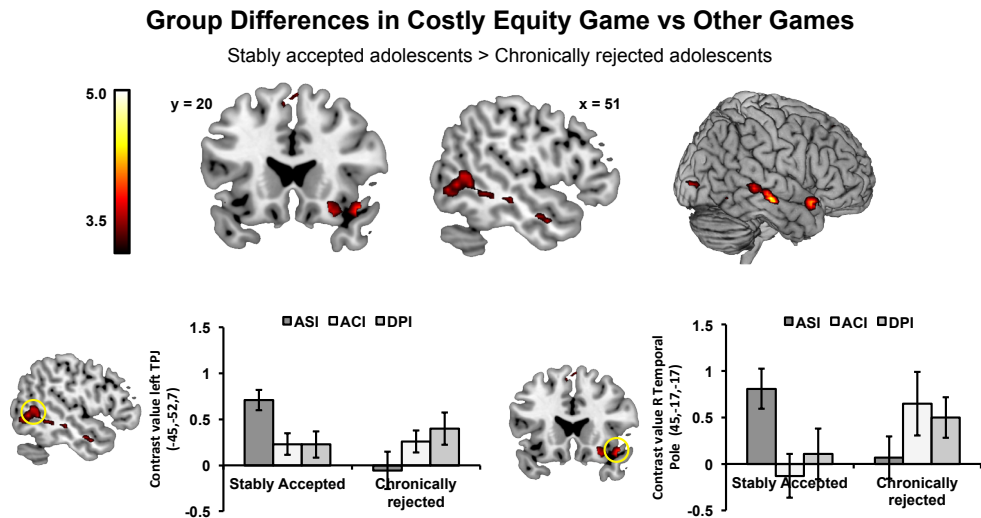 Group Differences in Costly Equity Game vs Other Games
Stably accepted adolescents > Chronically rejected adolescents
5.0
3.5
y = 20
x = 51
Contrast value left TPJ
(-45,-52,7)
1.5
1
0.5
0
-0.5
ASI ACI DPI
Stably Accepted
Chronically
rejected
Contrast value R Temporal
Pole (45,-17,-17)
1.5
1
0.5
0
-0.5
ASI ACI DPI
Stably Accepted
Chronically
rejected